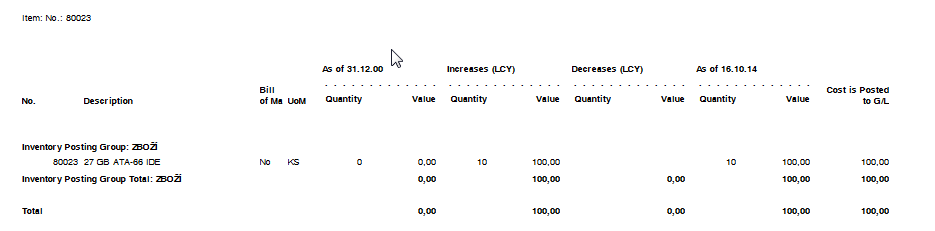 Item: No.: 80023
As of 31.12.00 Increases (LCY) Decreases (LCY) As of 16.10.14
Bill Cost is Posted
No. Description of Ma UoM Quantity Value Quantity Value Quantity Value Quantity Value to G/L
Inventory Posting Group: ZBOŽÍ
80023 27 GB ATA-66 IDE No KS 0 0,00 10 100,00 10 100,00 100,00
Inventory Posting Group Total: ZBOŽÍ 0,00 100,00 0,00 100,00 100,00
Total 0,00 100,00 0,00 100,00 100,00